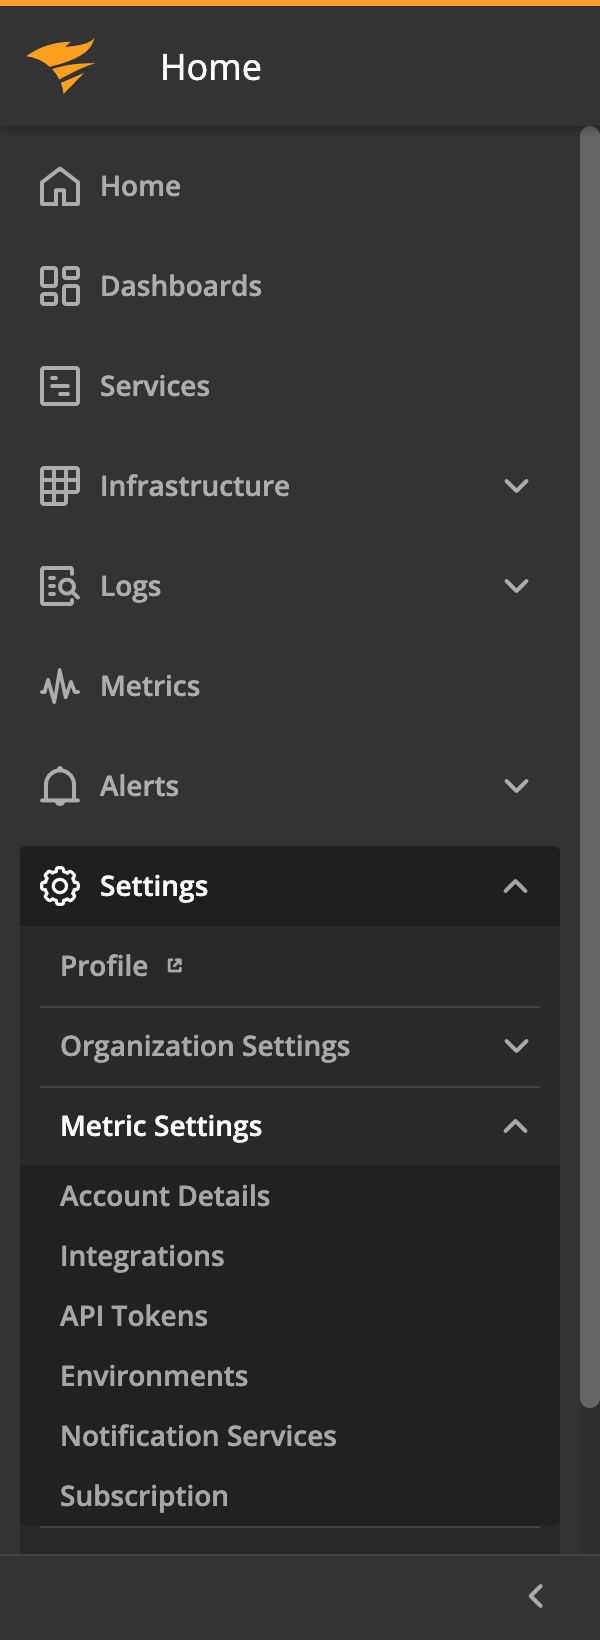 Home
Home
Dashboards
Services
Infrastructure
Logs
Metrics
Alerts
Settings
Profile
Organization Settings
Metric Settings
Account Details
Integrations
API Tokens
Environments
Notification Services
Subscription